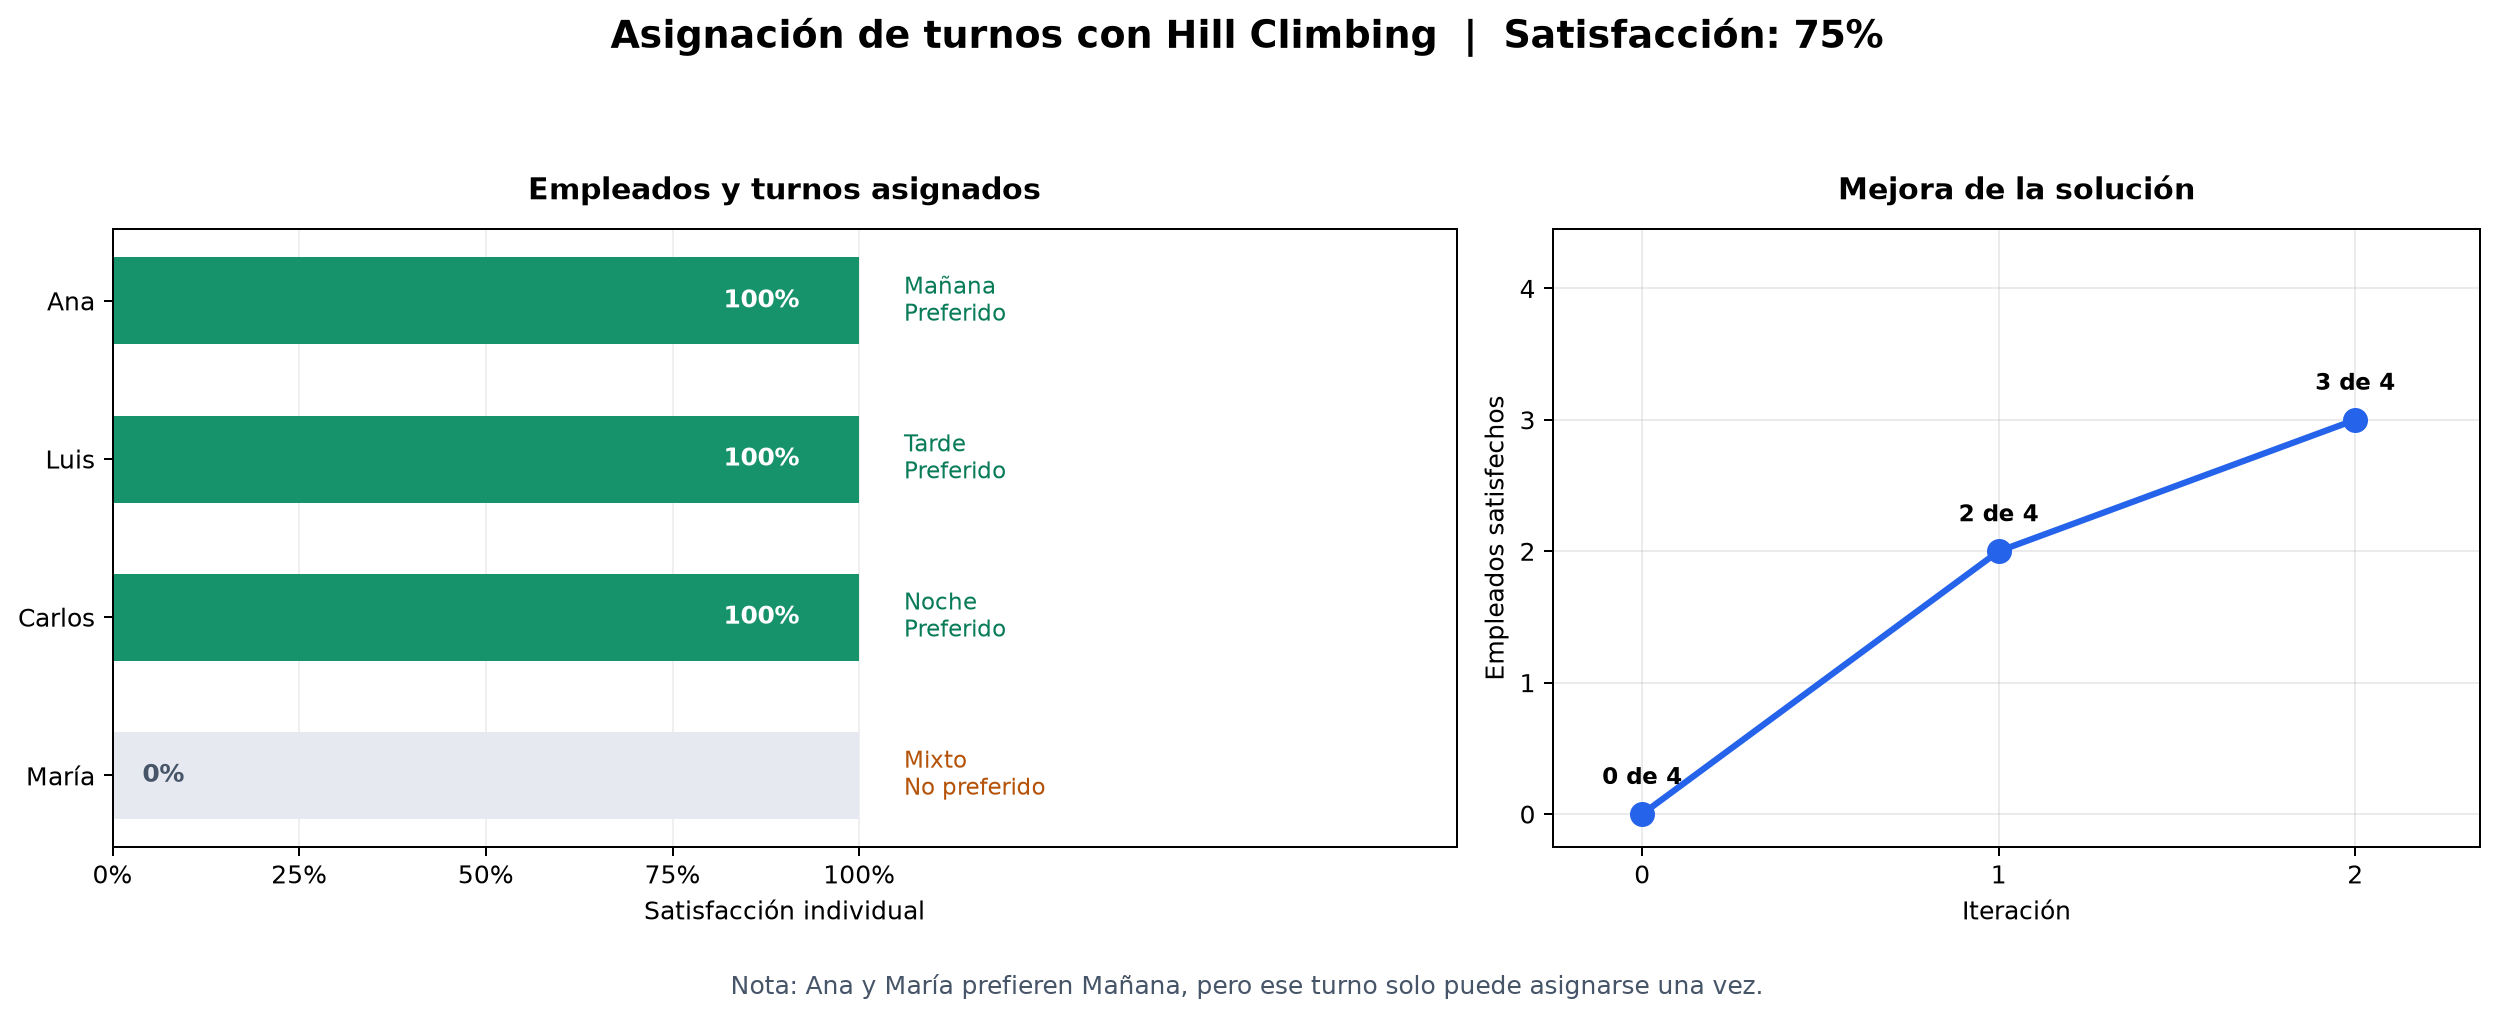 Asignación de turnos con Hill Climbing | Satisfacción: 75%
Empleados y turnos asignados
Ana
100%
Mañana
Preferido
Luis
100%
Tarde
Preferido
Carlos
100%
Noche
Preferido
María
0%
Mixto
No preferido
0%
25%
50%
75%
100%
Satisfacción individual
Mejora de la solución
Empleados satisfechos
4
3
2
1
0
0 de 4
2 de 4
3 de 4
0
1
2
Iteración
Nota: Ana y María prefieren Mañana, pero ese turno solo puede asignarse una vez.